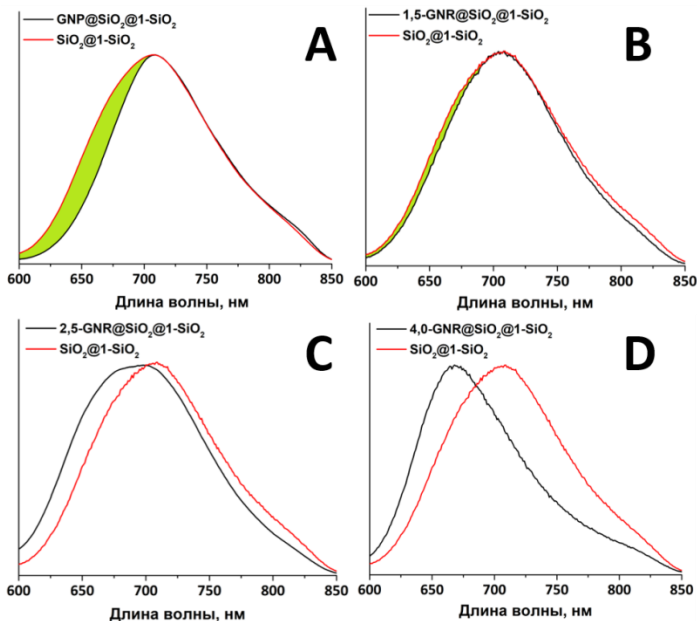 GNP@SiO₂@1-SiO₂
SiO₂@1-SiO₂
A
600 650 700 750 800 850
Длина волны, нм
1,5-GNR@SiO₂@1-SiO₂
SiO₂@1-SiO₂
B
600 650 700 750 800 850
Длина волны, нм
2,5-GNR@SiO₂@1-SiO₂
SiO₂@1-SiO₂
C
600 650 700 750 800 850
Длина волны, нм
4,0-GNR@SiO₂@1-SiO₂
SiO₂@1-SiO₂
D
600 650 700 750 800 850
Длина волны, нм